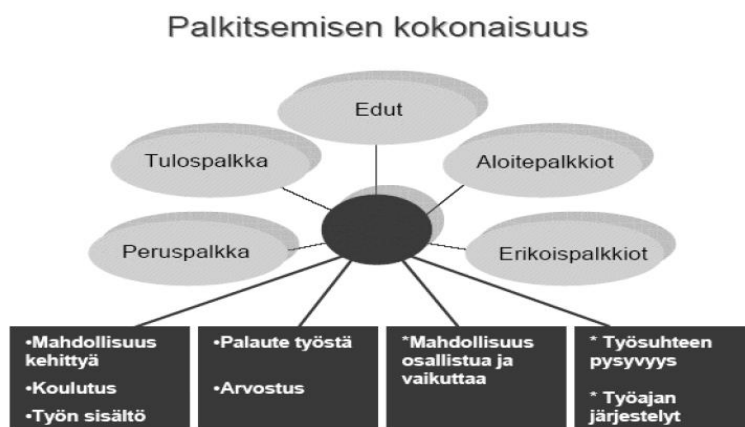 Palkitsemisen kokonaisuus
Edut
Tulospalkka
Aloitepalkkiot
Peruspalkka
Erikoispalkkiot
•Mahdollisuus
kehittyä
•Koulutus
•Työn sisältö
•Palaute työstä
•Arvostus
*Mahdollisuus
osallistua ja
vaikuttaa
* Työsuhteen
pysyvyys
* Työajan
järjestelyt